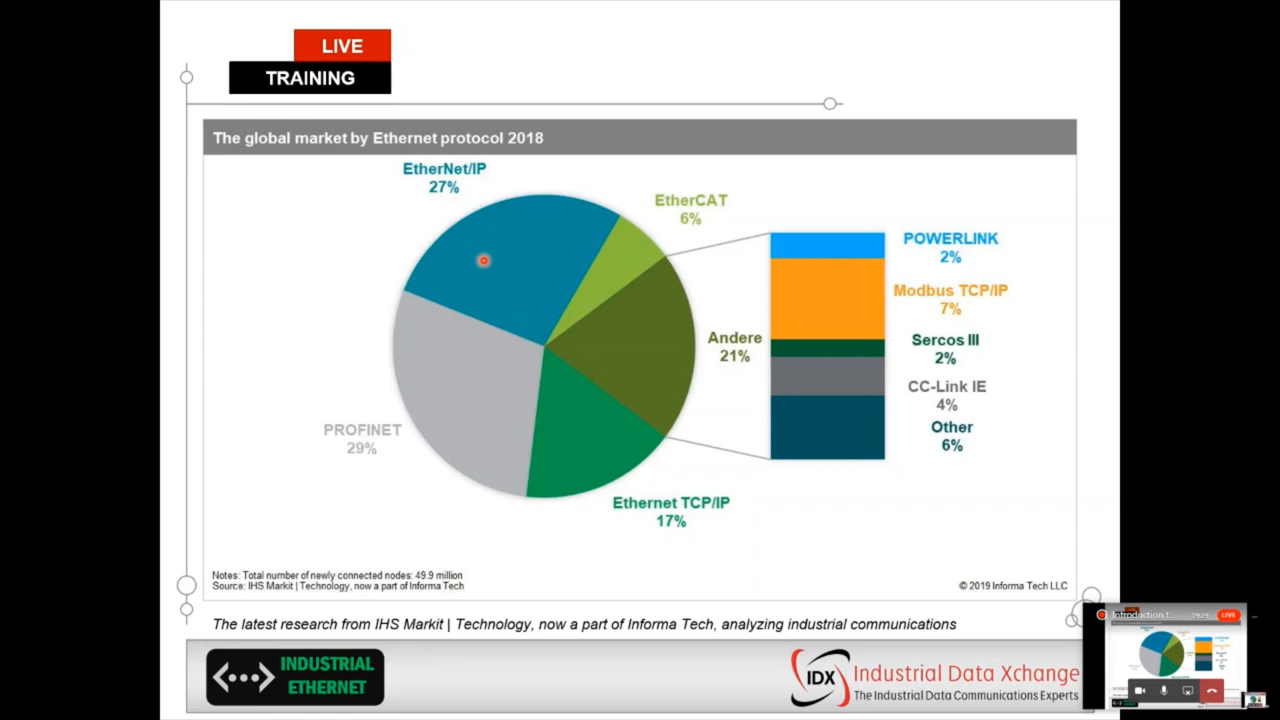 LIVE
TRAINING
The global market by Ethernet protocol 2018
EtherNet/IP
27%
EtherCAT
6%
POWERLINK
2%
Modbus TCP/IP
7%
Andere
21%
Sercos III
2%
CC-Link IE
4%
Other
6%
PROFINET
29%
Ethernet TCP/IP
17%
Notes: Total number of newly connected nodes: 49.9 million
Source: IHS Markit | Technology, now a part of Informa Tech
© 2019 Informa Tech LLC
The latest research from IHS Markit | Technology, now a part of Informa Tech, analyzing industrial communications
INDUSTRIAL
ETHERNET
IDX
Industrial Data Xchange
The Industrial Data Communications Experts
Introduction t...
LIVE